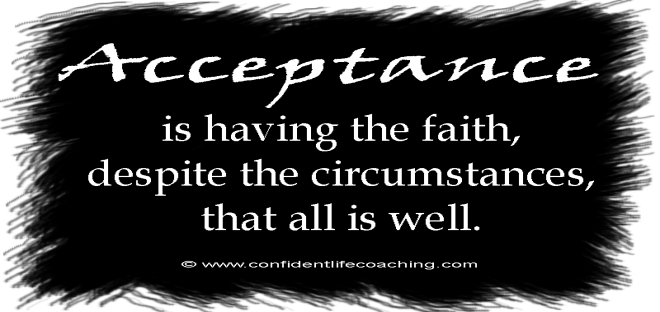 Acceptance
is having the faith,
despite the circumstances,
that all is well.
© www.confidentlifecoaching.com